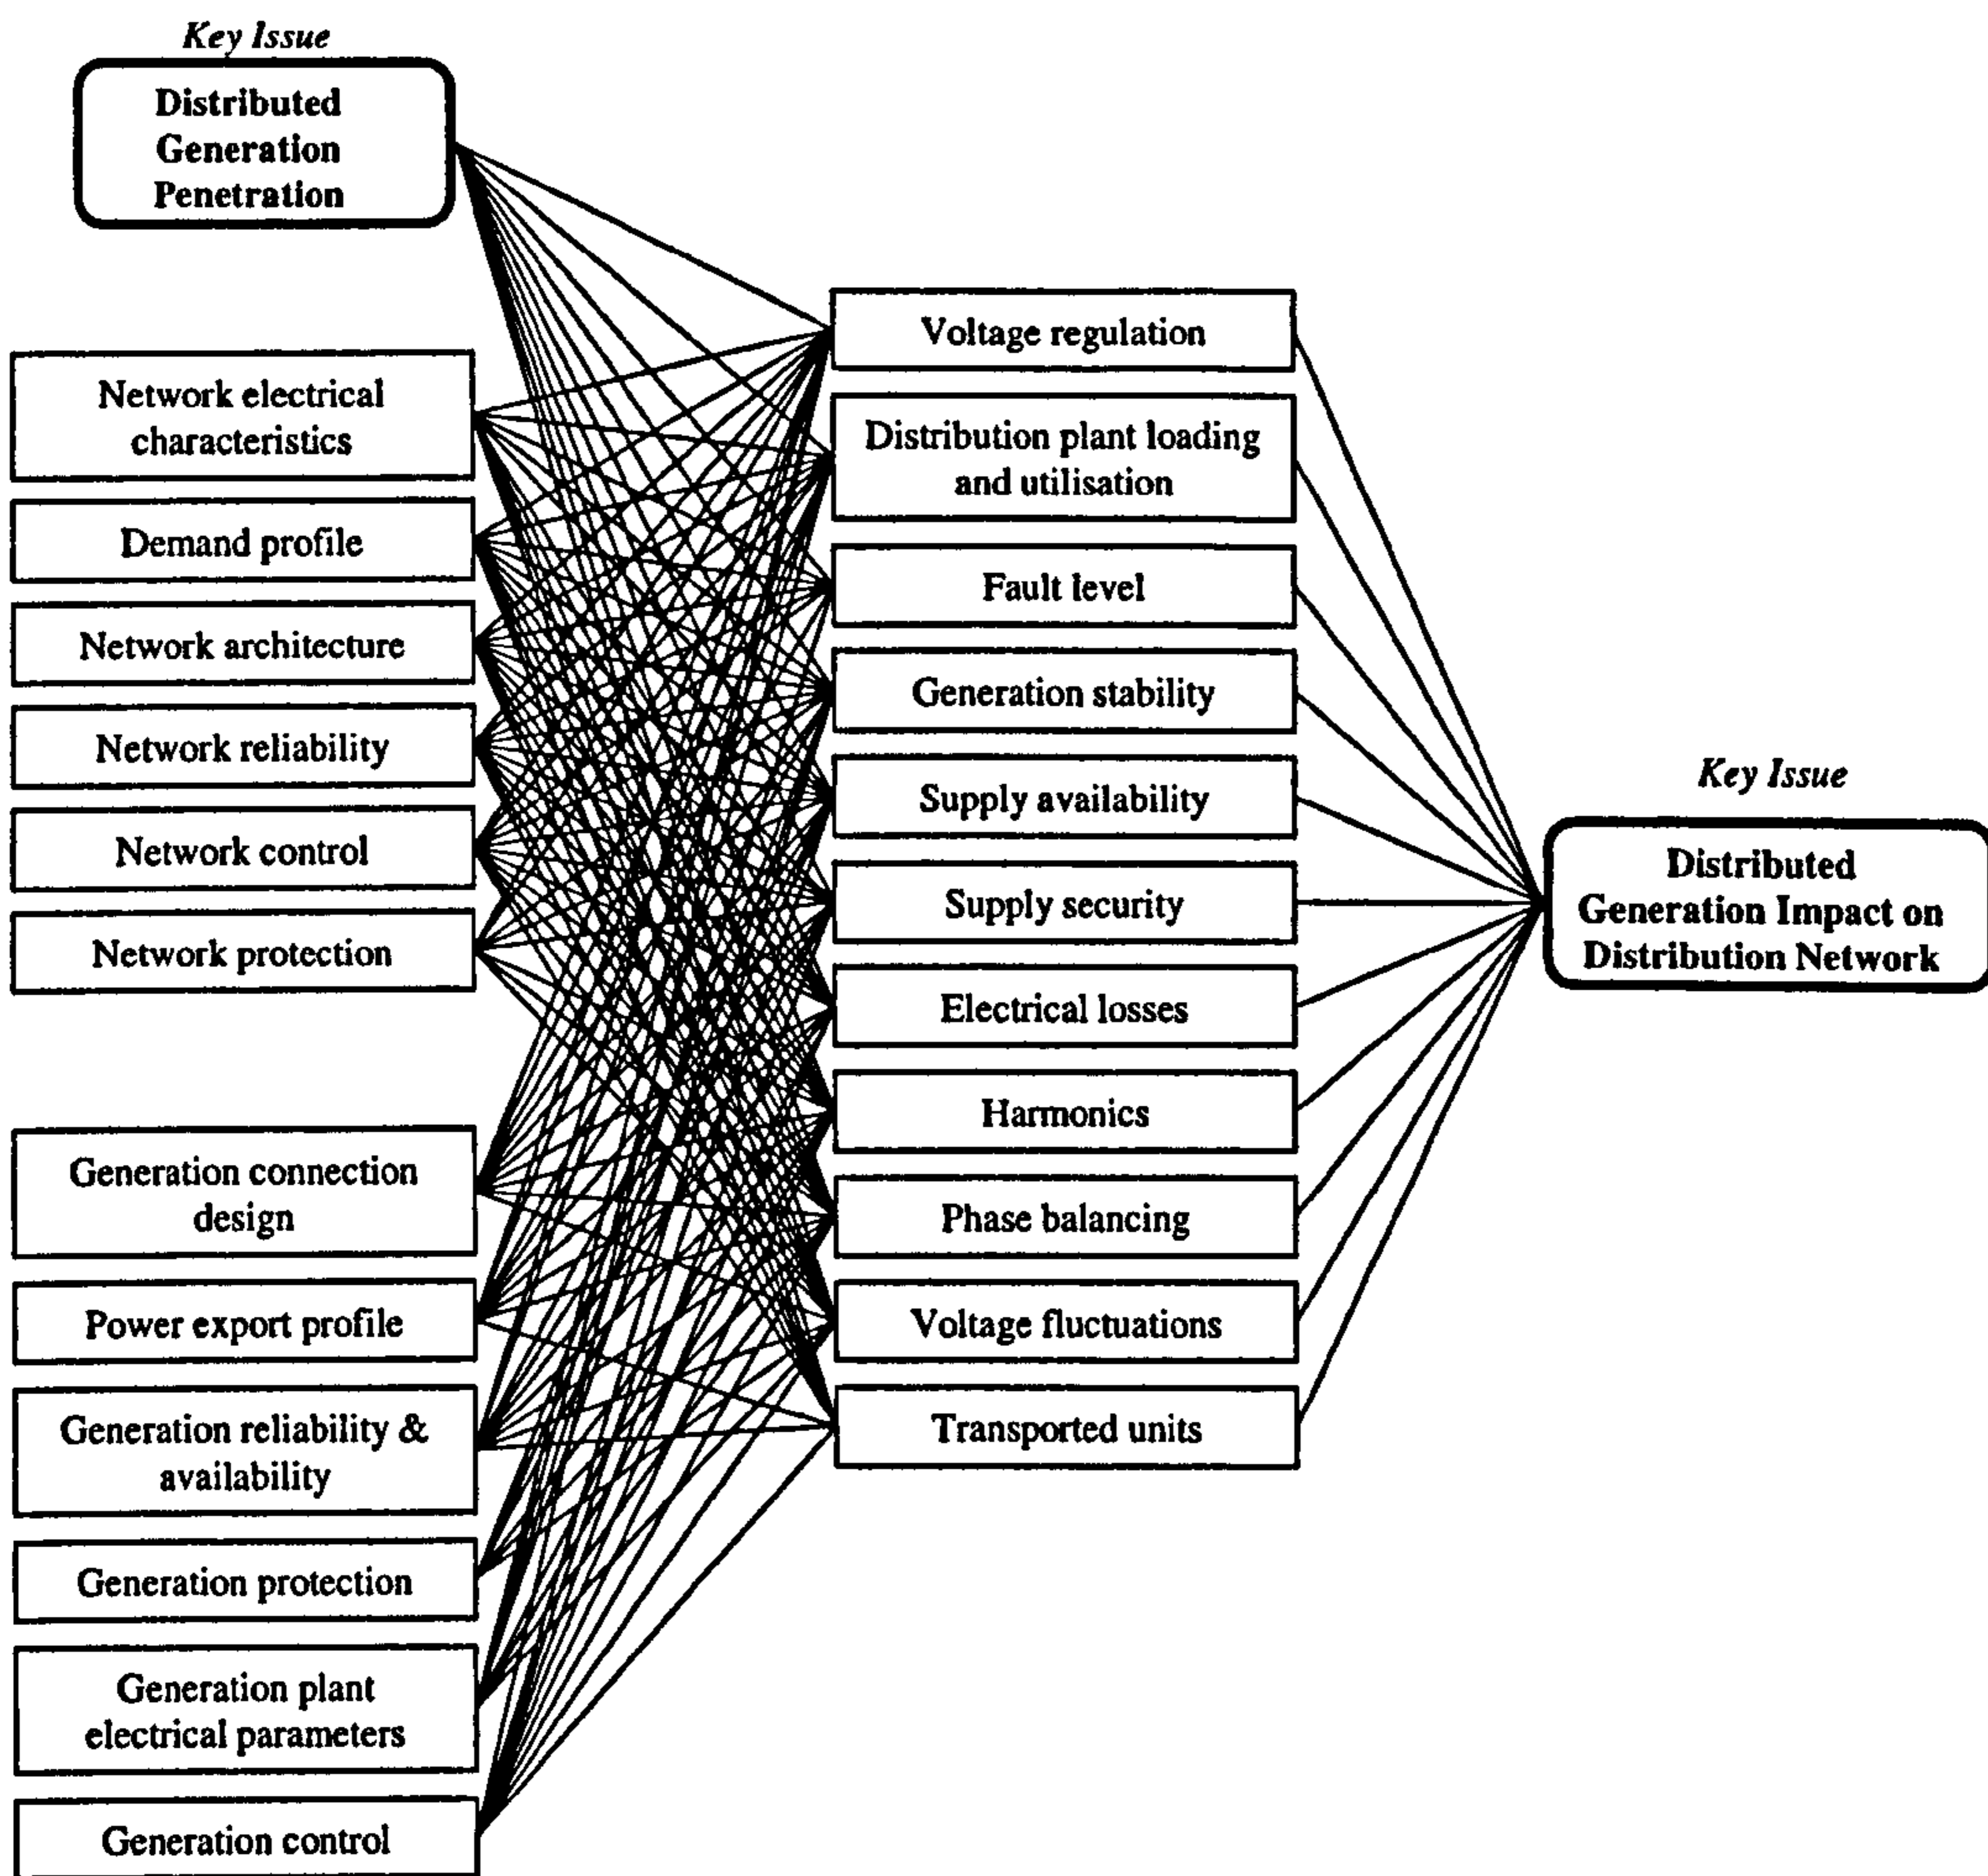 Key Issue
Distributed
Generation
Penetration
Network electrical
characteristics
Demand profile
Network architecture
Network reliability
Network control
Network protection
Generation connection
design
Power export profile
Generation reliability &
availability
Generation protection
Generation plant
electrical parameters
Generation control
Voltage regulation
Distribution plant loading
and utilisation
Fault level
Generation stability
Supply availability
Supply security
Electrical losses
Harmonics
Phase balancing
Voltage fluctuations
Transported units
Key Issue
Distributed
Generation Impact on
Distribution Network